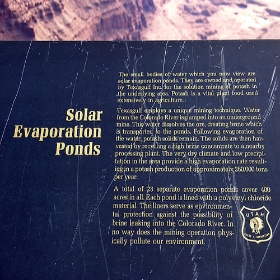 Solar
Evaporation
Ponds
The small bodies of water which you now view are
solar evaporation ponds. They are owned and operated
by Texasgulf Inc. for the solution mining of potash in
the underlying area. Potash is a vital plant food used
extensively in agriculture.
Texasgulf employs a unique mining technique. Water
from the Colorado River is pumped into an underground
mine. This water dissolves the ore, creating brine which
is transported to the ponds. Following evaporation of
the water, potash solids remain. The solids are then harvested
by a high brine concentrate to a nearby
processing plant. The very dry climate and low precipitation
in the area provide a high evaporation rate resulting
in a potash production of approximately 260,000 tons
per year.
A total of 23 separate evaporation ponds cover 400
acres in all. Each pond is lined with a polyvinyl chloride
material. The liners serve as environmental
protection against the possibility of
brine leaking into the Colorado River. In
no way does the mining operation physically
pollute our environment.
UTAH